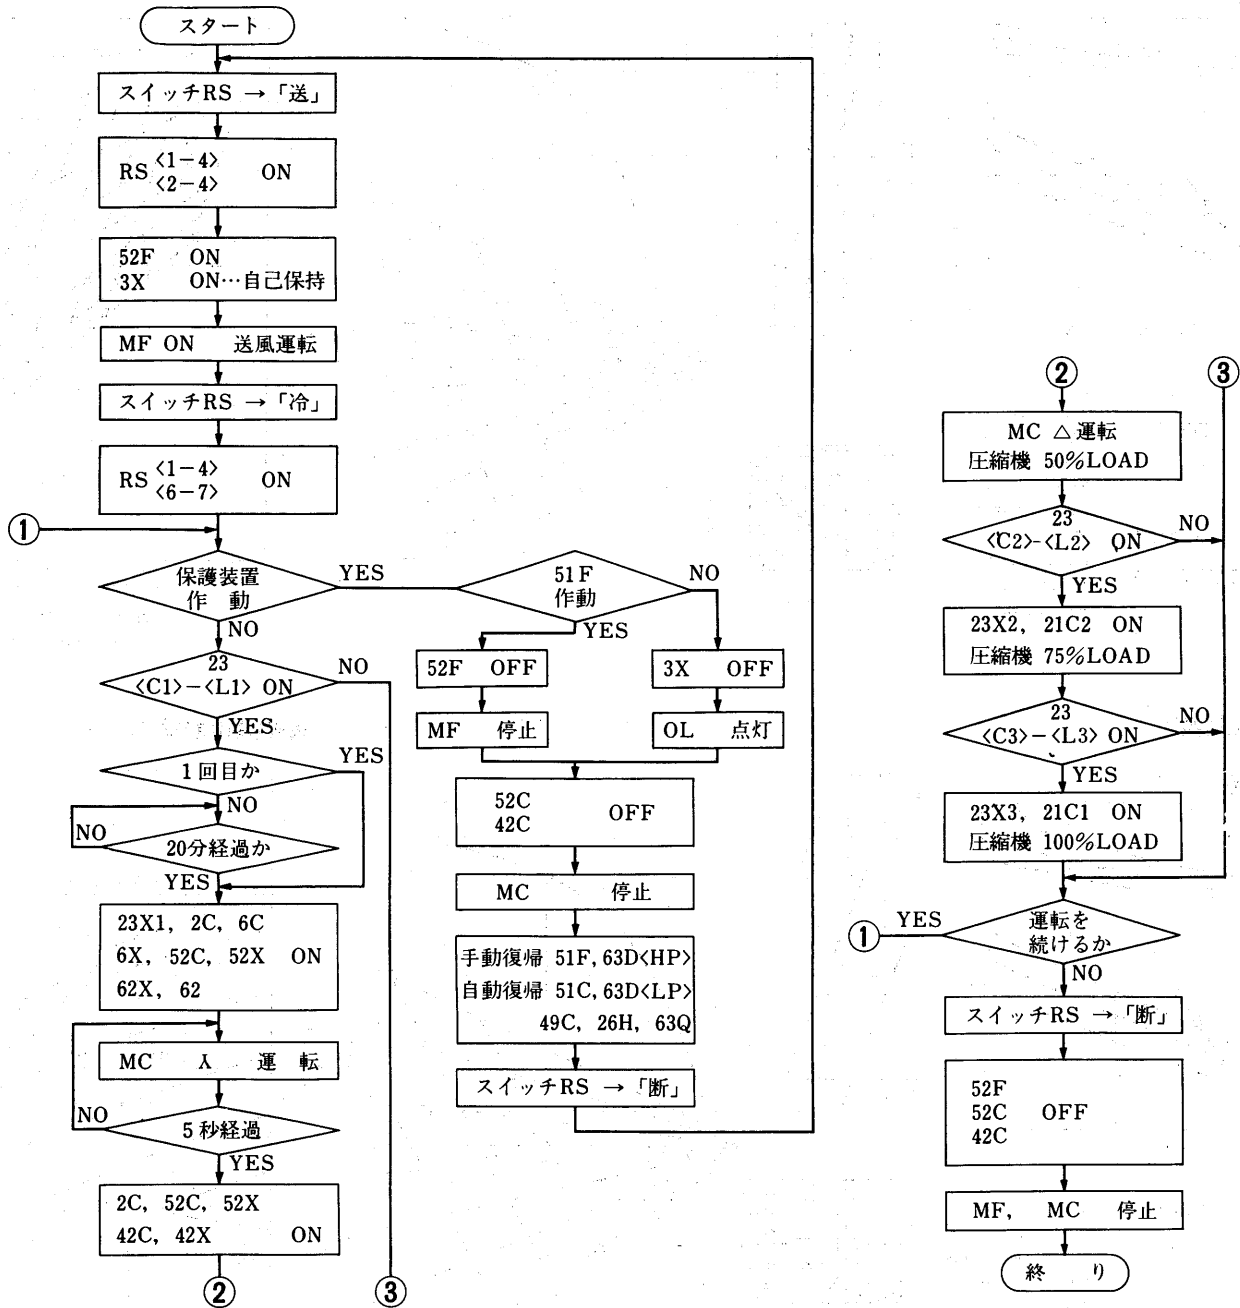 スタート
スイッチRS → 「送」
RS <1-4> ON
<2-4>
52F ON
3X ON…自己保持
MF ON 送風運転
スイッチRS → 「冷」
RS <1-4> ON
<6-7>
①
保護装置
作 動
YES
NO
23
<C1>-<L1> ON
NO
YES
1回目か
YES
NO
20分経過か
NO
YES
23X1, 2C, 6C
6X, 52C, 52X ON
62X, 62
MC 人 運 転
5秒経過
NO
YES
2C, 52C, 52X
42C, 42X ON
②
③
51F
作動
NO
YES
52F OFF
3X OFF
MF 停止
OL 点灯
52C
42C OFF
MC 停止
手動復帰 51F, 63D<HP>
自動復帰 51C, 63D<LP>
49C, 26H, 63Q
スイッチRS → 「断」
②
③
MC △運転
圧縮機 50%LOAD
23
<C2>-<L2> ON
NO
YES
23X2, 21C2 ON
圧縮機 75%LOAD
23
<C3>-<L3> ON
NO
YES
23X3, 21C1 ON
圧縮機 100%LOAD
運転を
続けるか
YES
①
NO
スイッチRS → 「断」
52F
52C OFF
42C
MF, MC 停止
終 り